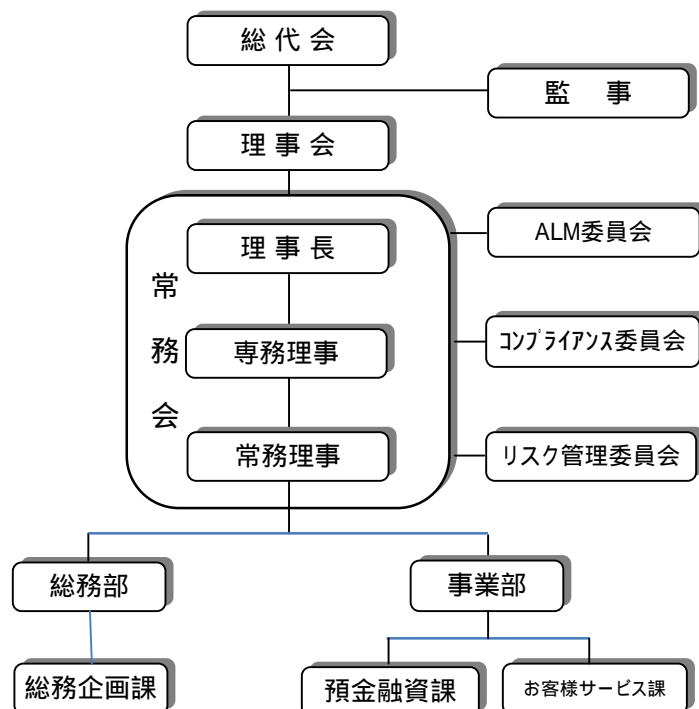 総代会
監　事
理事会
理事長
ALM委員会
常務会
専務理事
コンプライアンス委員会
常務理事
リスク管理委員会
総務部
事業部
総務企画課
預金融資課
お客様サービス課